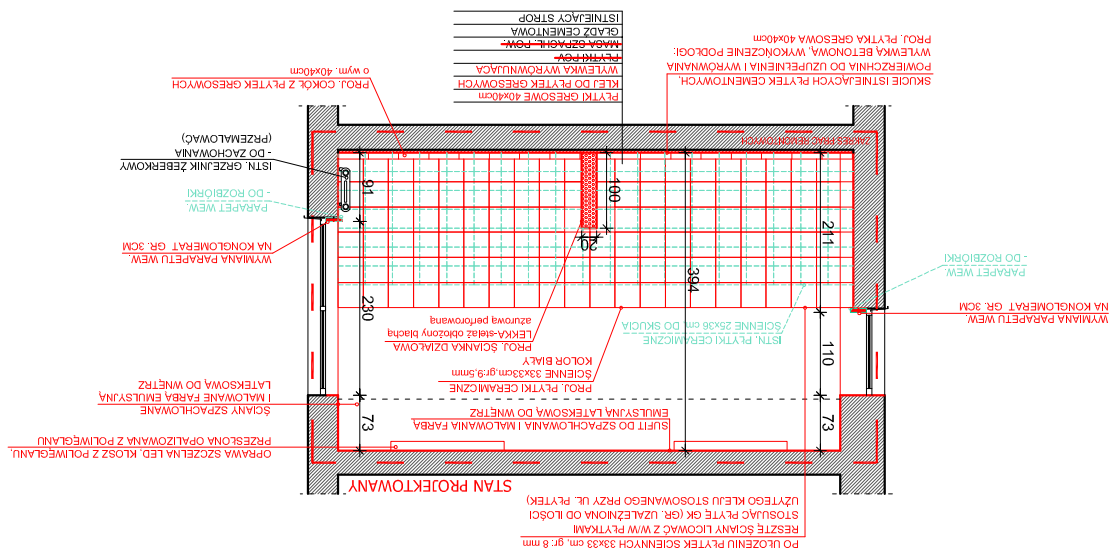 PO UŁOŻENIU PŁYTEK ŚCIENNYCH 33x33 cm, gr. 8 mm
RESZTĘ ŚCIANY LICOWAĆ Z W/W PŁYTKAMI
STOSUJĄC PŁYTĘ GK (GR. UZALEŻNIONA OD ILOŚCI
UŻYTEGO KLEJU STOSOWANEGO PRZY UŁ. PŁYTEK)
STAN PROJEKTOWANY
OPRAWA SZCZELNA LED, KLOSZ Z POLIWĘGLANU.
PRZESŁONA OPALIZOWANA Z POLIWĘGLANU
SUFIT DO SZPACHLOWANIA I MALOWANIA FARBĄ
EMULSYJNĄ LATEKSOWĄ DO WNĘTRZ
ŚCIANY SZPACHLOWANE
I MALOWANE FARBĄ EMULSYJNĄ
LATEKSOWĄ DO WNĘTRZ
73
73
PROJ. PŁYTKI CERAMICZNE
ŚCIENNE 33x33cm;gr.9,5mm
KOLOR BIAŁY
PROJ. ŚCIANKA DZIAŁOWA
LEKKA-stelaż obłożony blachą
ażurową perforowaną
ISTN. PŁYTKI CERAMICZNE
ŚCIENNE 25x36 cm, DO SKUCIA
110
230
394
WYMIANA PARAPETU WEW.
NA KONGLOMERAT GR. 3CM
PARAPET WEW.
- DO ROZBIÓRKI
WYMIANA PARAPETU WEW.
NA KONGLOMERAT GR. 3CM
PARAPET WEW.
- DO ROZBIÓRKI
20
211
100
91
ISTN. GRZEJNIK ŻEBERKOWY
- DO ZACHOWANIA
(PRZEMALOWAĆ)
ZAKRES PRAC REMONTOWYCH
SKUCIE ISTNIEJĄCYCH PŁYTEK CEMENTOWYCH.
POWIERZCHNIA DO UZUPEŁNIENIA I WYRÓWNANIA
WYLEWKĄ BETONOWĄ, WYKOŃCZENIE PODŁOGI:
PROJ. PŁYTKA GRESOWA 40x40cm
PŁYTKI GRESOWE 40x40cm
KLEJ DO PŁYTEK GRESOWYCH
WYLEWKA WYRÓWNUJĄCA
PŁYTKI PCV
MASA SZPACHL. POW.
GŁADŹ CEMENTOWA
ISTNIEJĄCY STROP
PROJ. COKÓŁ Z PŁYTEK GRESOWYCH
o wym. 40x40cm